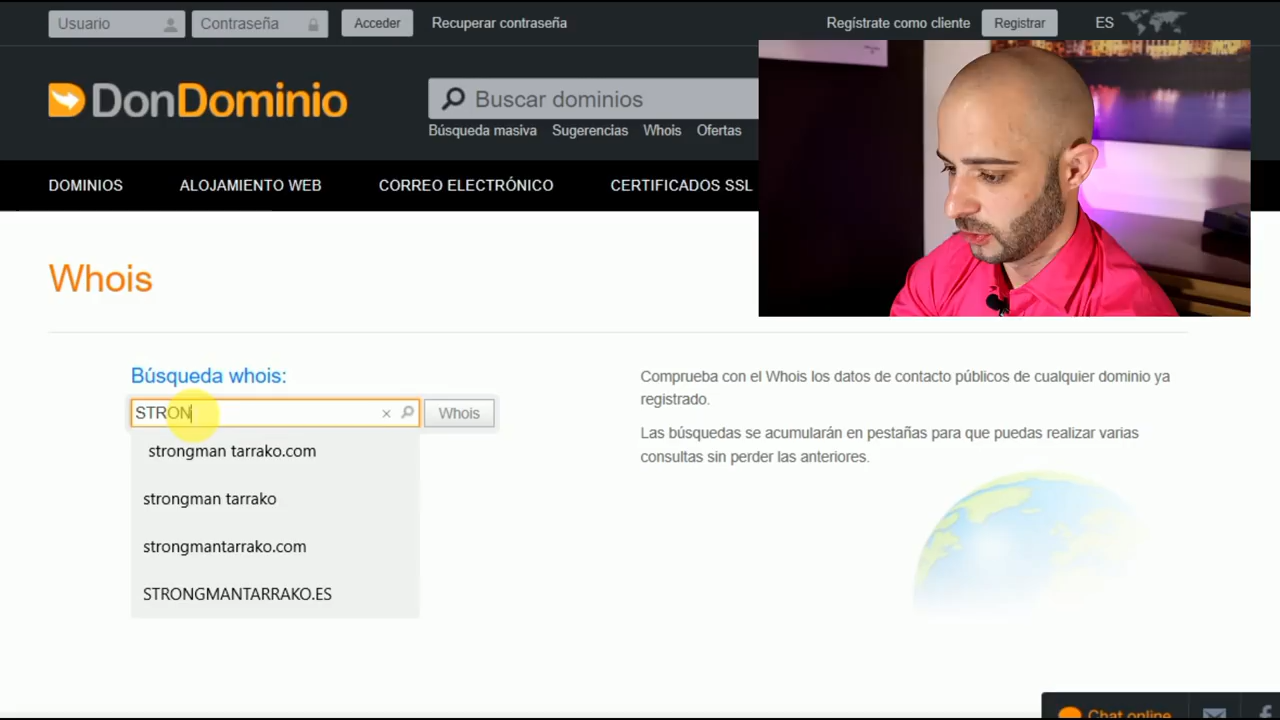 Usuario
Contraseña
Acceder
Recuperar contraseña
Regístrate como cliente
Registrar
ES
DonDominio
Buscar dominios
Búsqueda masiva Sugerencias Whois Ofertas
DOMINIOS ALOJAMIENTO WEB CORREO ELECTRÓNICO CERTIFICADOS SSL
Whois
Búsqueda whois:
STRON
Whois
strongman tarrako.com
strongman tarrako
strongmantarrako.com
STRONGMANTARRAKO.ES
Comprueba con el Whois los datos de contacto públicos de cualquier dominio ya
registrado.
Las búsquedas se acumularán en pestañas para que puedas realizar varias
consultas sin perder las anteriores.
Chat online